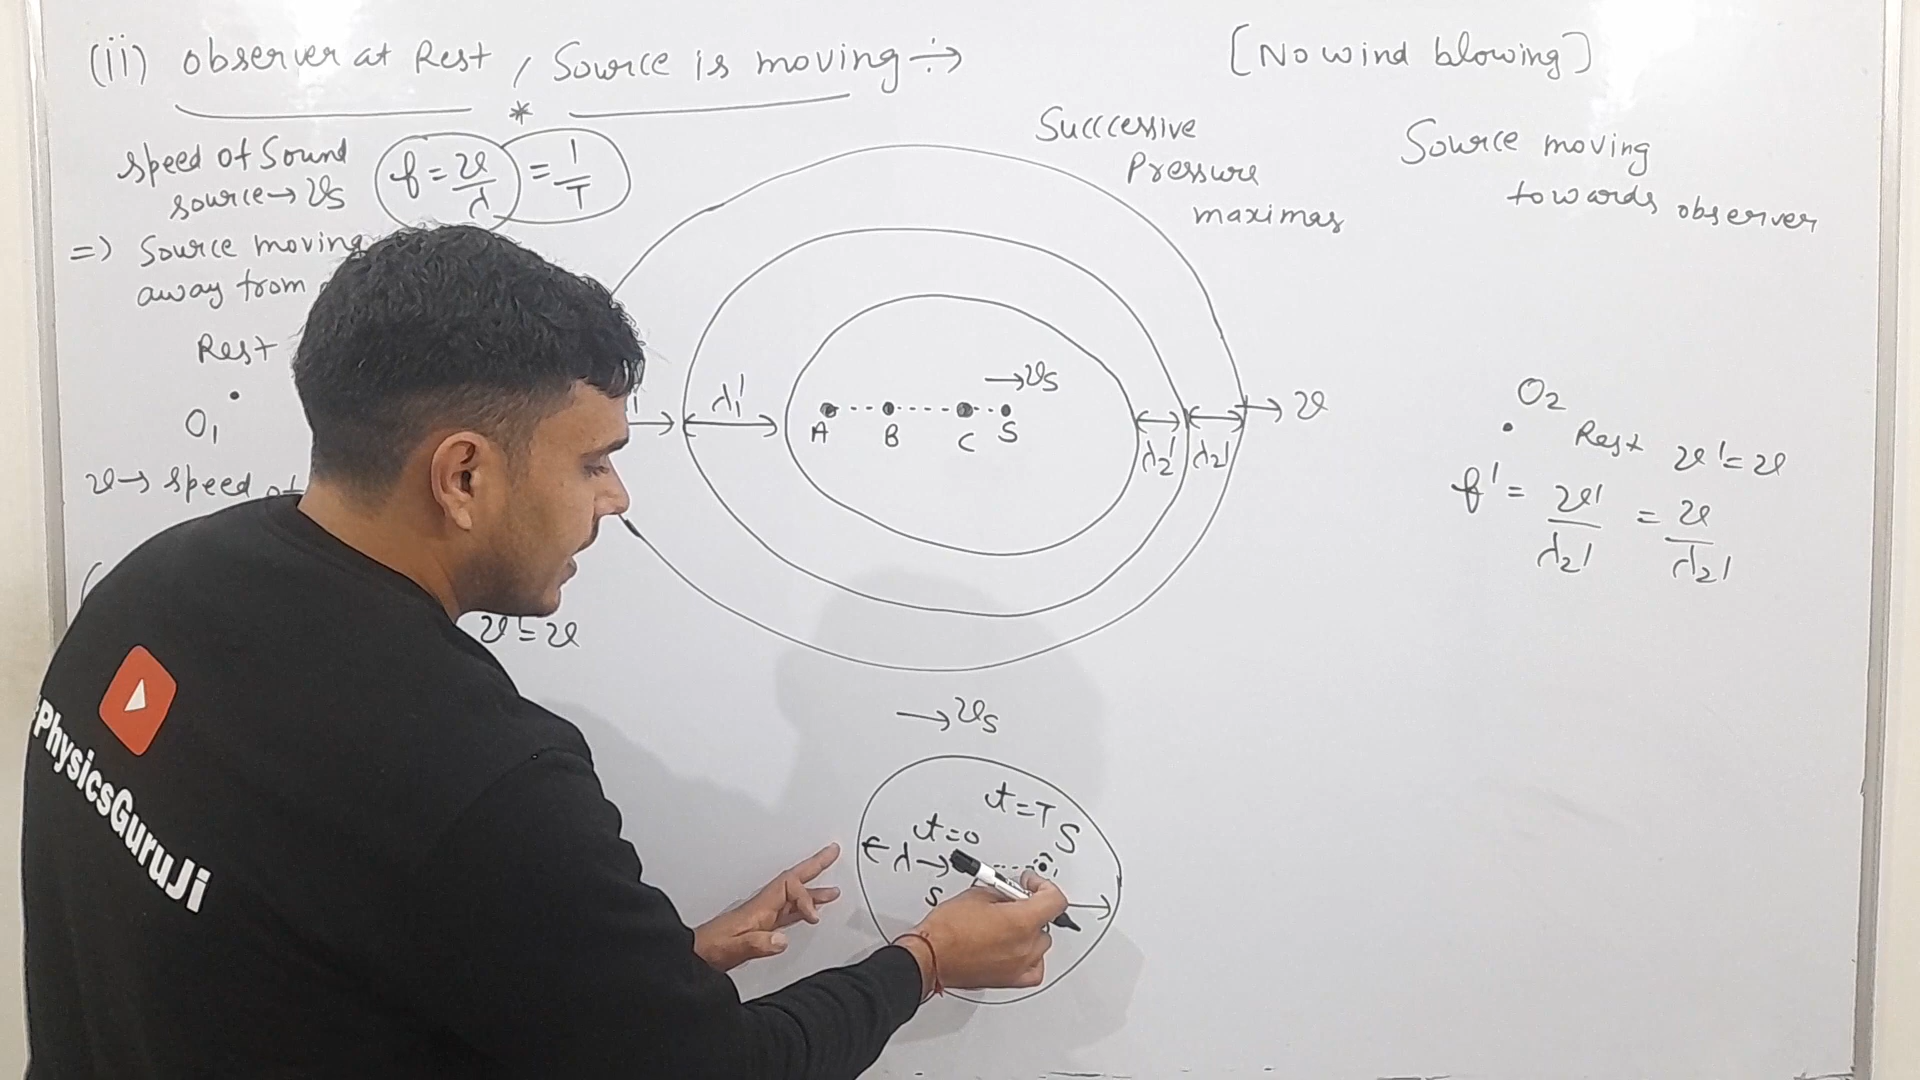 (ii) observer at Rest, Source is moving ÷→
[No wind blowing]
speed of Sound
source → vs
f = v/λ = 1/T
⇒ Source moving
away from
Rest
O1
v → speed of
v' = v
Successive
Pressure
maximas
λ1'
→ vs
A B C S
λ2' λ2'
→ v
Source moving
towards observer
O2
Rest v' = v
f' = v'/λ2' = v/λ2'
→ vs
t=T
S
t=0
← λ →
S
PhysicsGuruJi